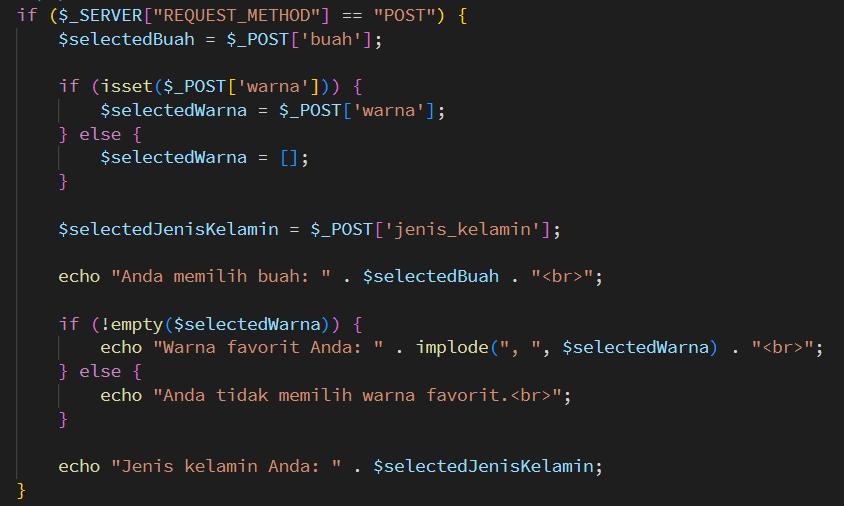 if ($_SERVER["REQUEST_METHOD"] == "POST") {
    $selectedBuah = $_POST['buah'];

    if (isset($_POST['warna'])) {
        $selectedWarna = $_POST['warna'];
    } else {
        $selectedWarna = [];
    }

    $selectedJenisKelamin = $_POST['jenis_kelamin'];

    echo "Anda memilih buah: " . $selectedBuah . "<br>";

    if (!empty($selectedWarna)) {
        echo "Warna favorit Anda: " . implode(", ", $selectedWarna) . "<br>";
    } else {
        echo "Anda tidak memilih warna favorit.<br>";
    }

    echo "Jenis kelamin Anda: " . $selectedJenisKelamin;
}